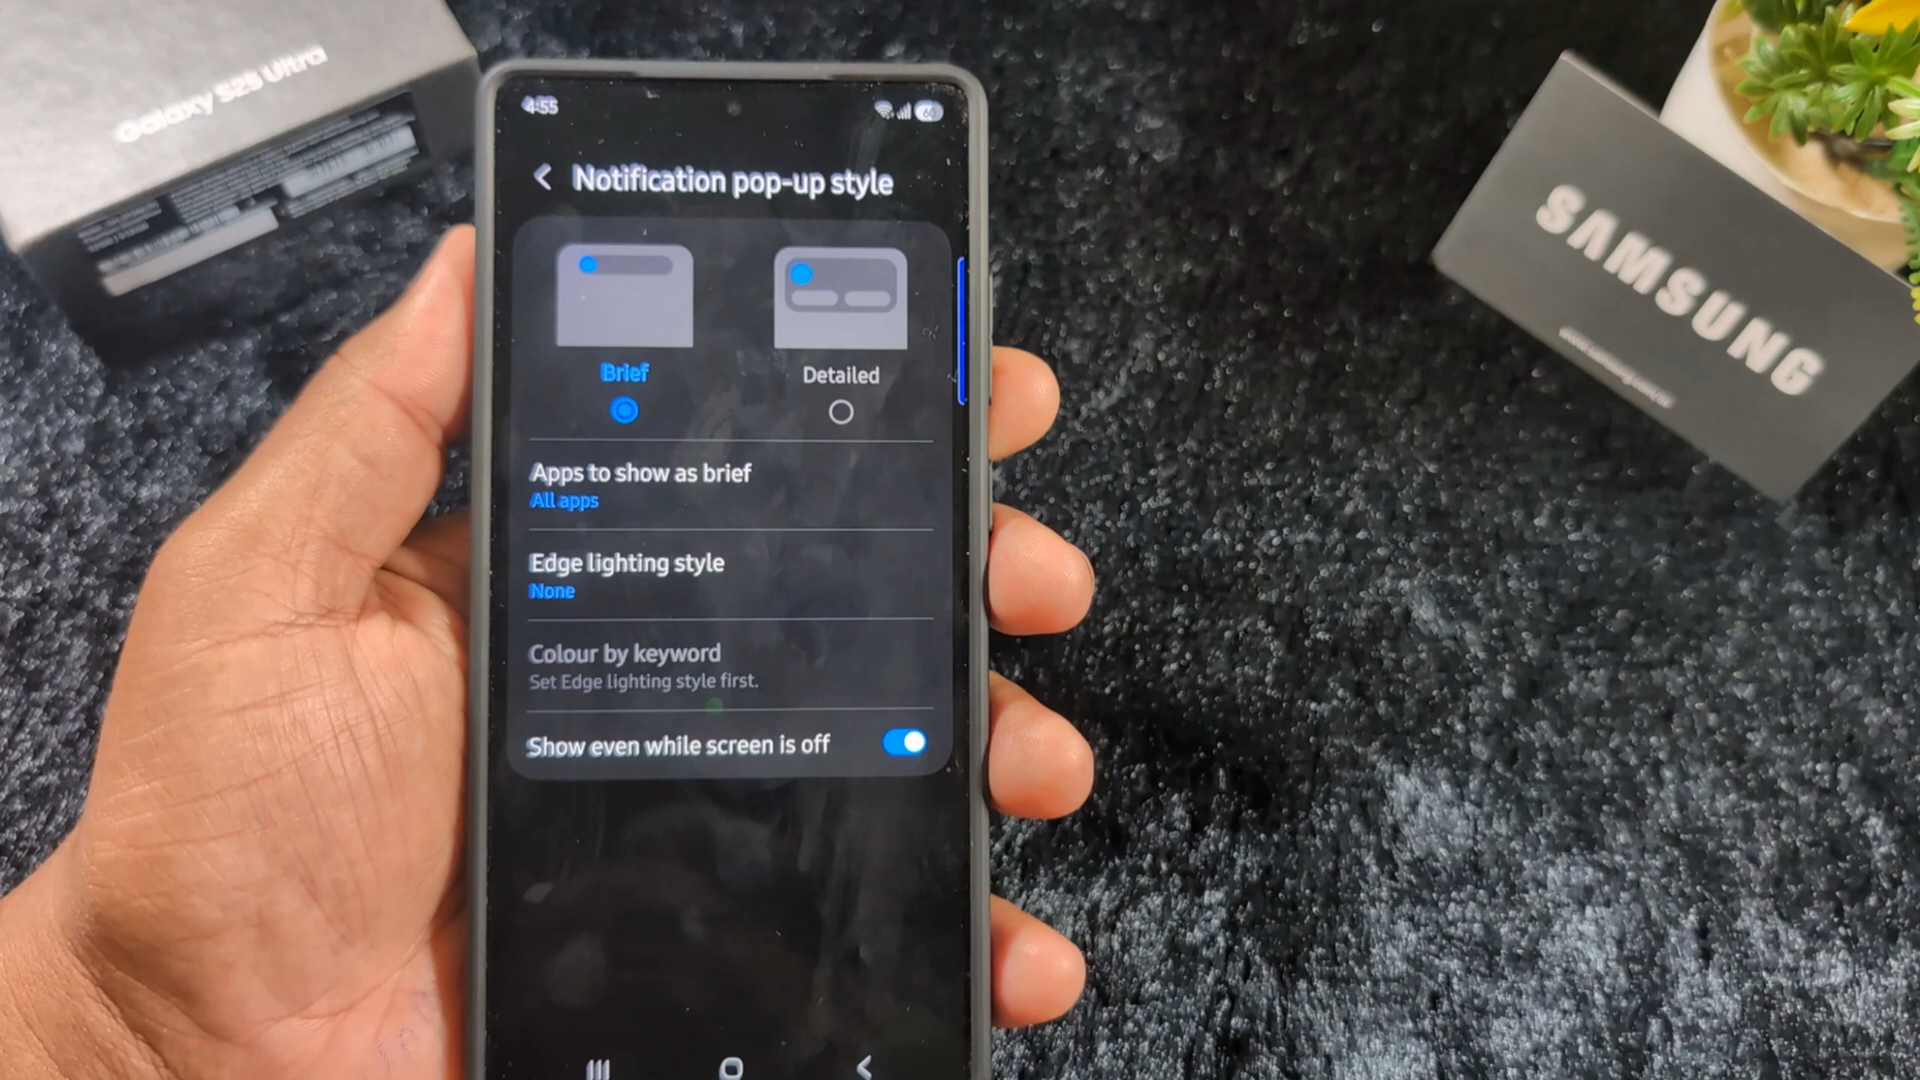 Galaxy S25 Ultra
SAMSUNG
4:55
60
Notification pop-up style
Brief
Detailed
Apps to show as brief
All apps
Edge lighting style
None
Colour by keyword
Set Edge lighting style first.
Show even while screen is off